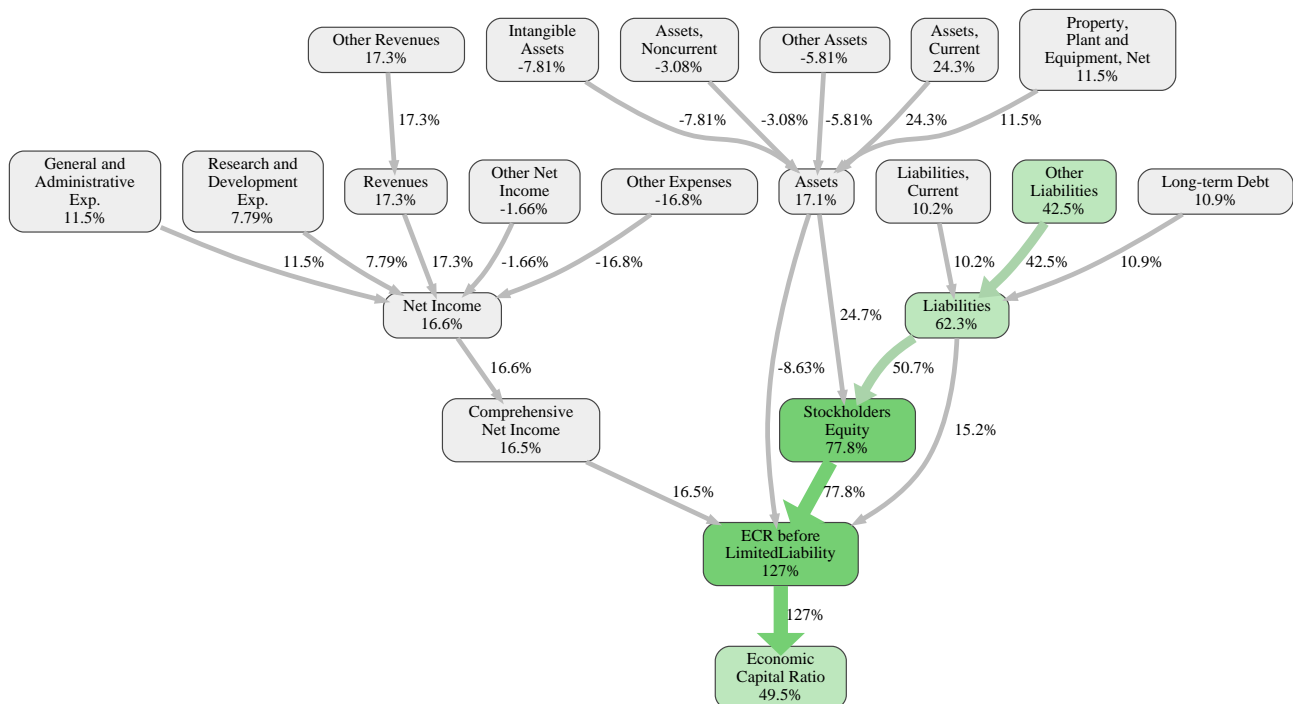 Other Revenues
17.3%
Intangible
Assets
-7.81%
Assets,
Noncurrent
-3.08%
Other Assets
-5.81%
Assets,
Current
24.3%
Property,
Plant and
Equipment, Net
11.5%
17.3%
-7.81%
-3.08%
-5.81%
24.3%
11.5%
General and
Administrative
Exp.
11.5%
Research and
Development
Exp.
7.79%
Revenues
17.3%
Other Net
Income
-1.66%
Other Expenses
-16.8%
Assets
17.1%
Liabilities,
Current
10.2%
Other
Liabilities
42.5%
Long-term Debt
10.9%
11.5%
7.79%
17.3%
-1.66%
-16.8%
10.2%
42.5%
10.9%
Net Income
16.6%
24.7%
Liabilities
62.3%
16.6%
-8.63%
50.7%
Comprehensive
Net Income
16.5%
Stockholders
Equity
77.8%
15.2%
16.5%
77.8%
ECR before
LimitedLiability
127%
127%
Economic
Capital Ratio
49.5%